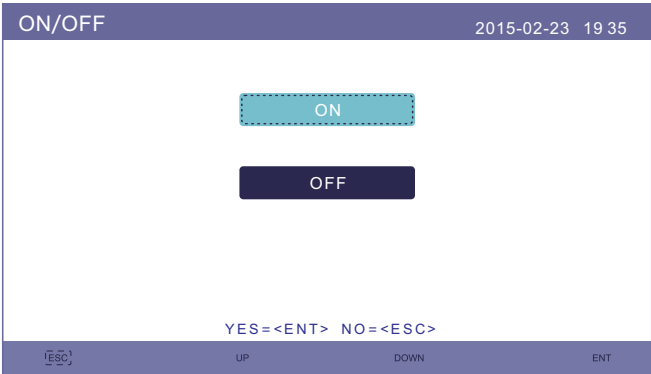 ON/OFF 2015-02-23 19 35
ON
OFF
YES=<ENT> NO=<ESC>
ESC UP DOWN ENT